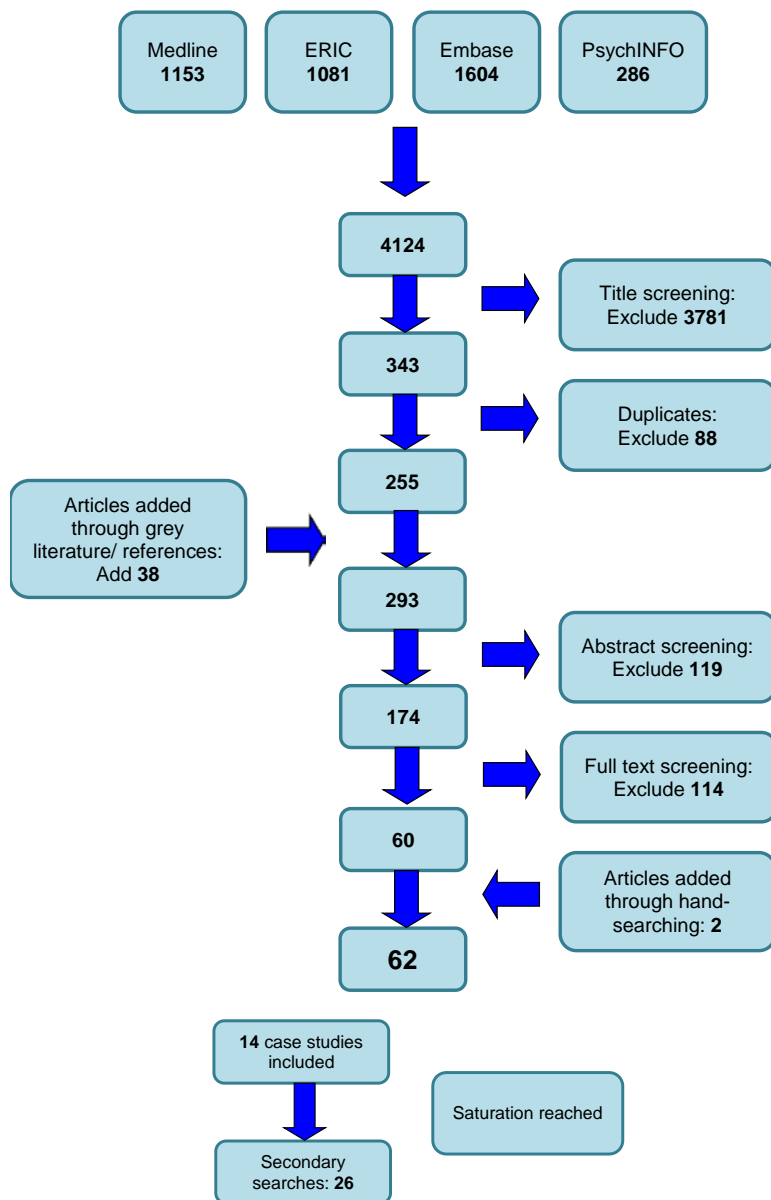 Medline
1153
ERIC
1081
Embase
1604
PsychINFO
286
4124
Title screening:
Exclude 3781
343
Duplicates:
Exclude 88
255
Articles added
through grey
literature/ references:
Add 38
293
Abstract screening:
Exclude 119
174
Full text screening:
Exclude 114
60
Articles added
through hand-
searching: 2
62
14 case studies
included
Saturation reached
Secondary
searches: 26